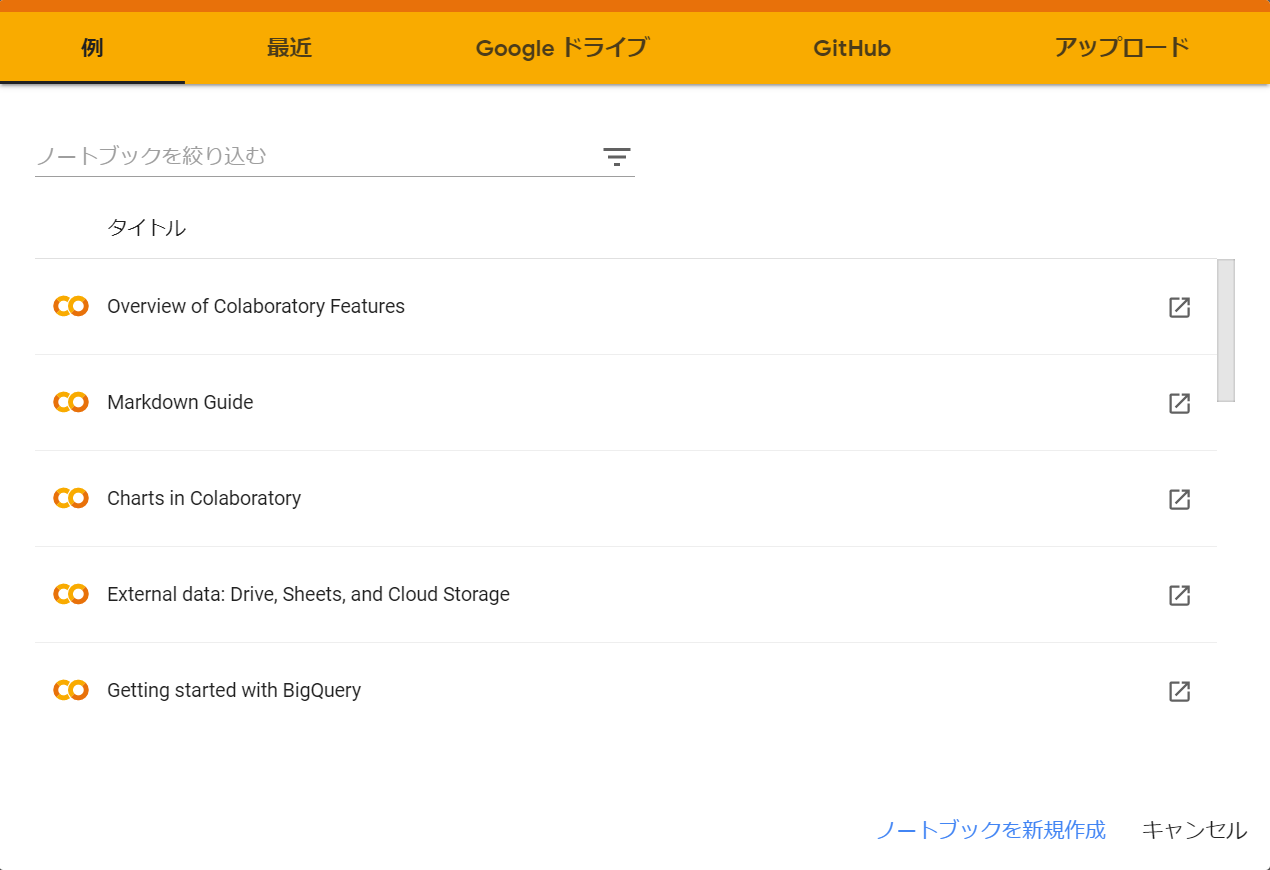 例 最近 Google ドライブ GitHub アップロード
ノートブックを絞り込む
タイトル
Overview of Colaboratory Features
Markdown Guide
Charts in Colaboratory
External data: Drive, Sheets, and Cloud Storage
Getting started with BigQuery
ノートブックを新規作成 キャンセル